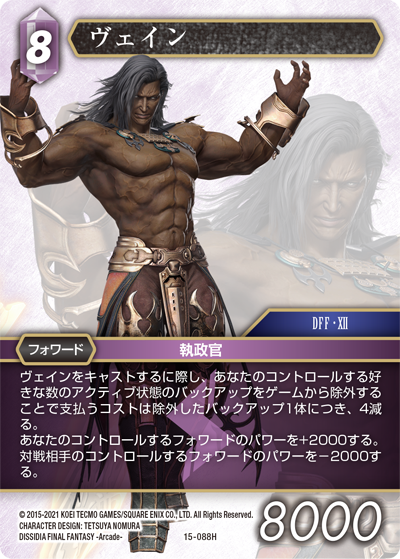 8
ヴェイン
DFF・XII
フォワード
執政官
ヴェインをキャストするに際し、あなたのコントロールする好
きな数のアクティブ状態のバックアップをゲームから除外する
ことで支払うコストは除外したバックアップ1体につき、4減
る。
あなたのコントロールするフォワードのパワーを+2000する。
対戦相手のコントロールするフォワードのパワーを－2000す
る。
© 2015-2021 KOEI TECMO GAMES/SQUARE ENIX CO., LTD. All Rights Reserved.
CHARACTER DESIGN: TETSUYA NOMURA
DISSIDIA FINAL FANTASY -Arcade-
15-088H
8000